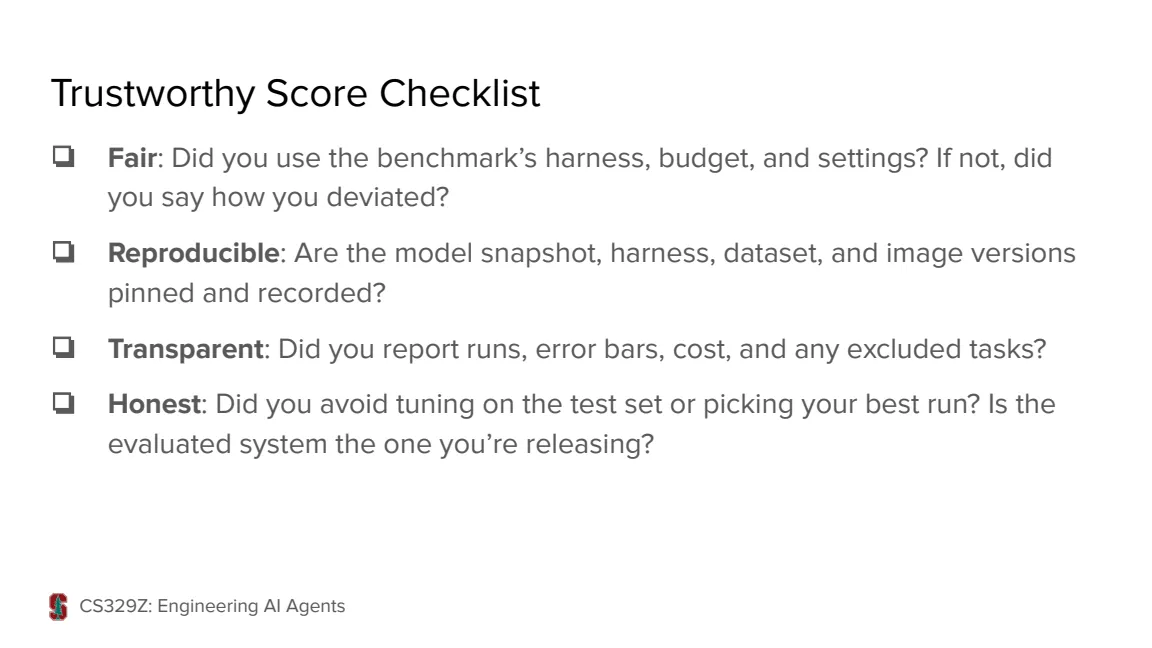 Trustworthy Score Checklist
Fair: Did you use the benchmark’s harness, budget, and settings? If not, did
you say how you deviated?
Reproducible: Are the model snapshot, harness, dataset, and image versions
pinned and recorded?
Transparent: Did you report runs, error bars, cost, and any excluded tasks?
Honest: Did you avoid tuning on the test set or picking your best run? Is the
evaluated system the one you’re releasing?
CS329Z: Engineering AI Agents